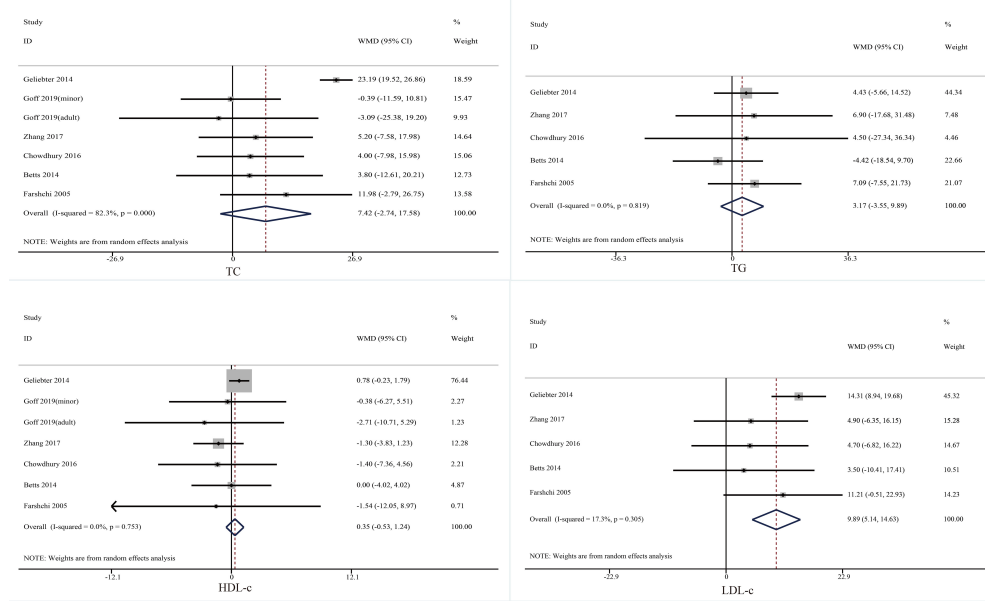 Study %
ID WMD (95% CI) Weight
Geliebter 2014 23.19 (19.52, 26.86) 18.59
Goff 2019(minor) -0.39 (-11.59, 10.81) 15.47
Goff 2019(adult) -3.09 (-25.38, 19.20) 9.93
Zhang 2017 5.20 (-7.58, 17.98) 14.64
Chowdhury 2016 4.00 (-7.98, 15.98) 15.06
Betts 2014 3.80 (-12.61, 20.21) 12.73
Farshchi 2005 11.98 (-2.79, 26.75) 13.58
Overall (I-squared = 82.3%, p = 0.000) 7.42 (-2.74, 17.58) 100.00
NOTE: Weights are from random effects analysis
-26.9 0 26.9
TC
Study %
ID WMD (95% CI) Weight
Geliebter 2014 4.43 (-5.66, 14.52) 44.34
Zhang 2017 6.90 (-17.68, 31.48) 7.48
Chowdhury 2016 4.50 (-27.34, 36.34) 4.46
Betts 2014 -4.42 (-18.54, 9.70) 22.66
Farshchi 2005 7.09 (-7.55, 21.73) 21.07
Overall (I-squared = 0.0%, p = 0.819) 3.17 (-3.55, 9.89) 100.00
NOTE: Weights are from random effects analysis
-36.3 0 36.3
TG
Study %
ID WMD (95% CI) Weight
Geliebter 2014 0.78 (-0.23, 1.79) 76.44
Goff 2019(minor) -0.38 (-6.27, 5.51) 2.27
Goff 2019(adult) -2.71 (-10.71, 5.29) 1.23
Zhang 2017 -1.30 (-3.83, 1.23) 12.28
Chowdhury 2016 -1.40 (-7.36, 4.56) 2.21
Betts 2014 0.00 (-4.02, 4.02) 4.87
Farshchi 2005 -1.54 (-12.05, 8.97) 0.71
Overall (I-squared = 0.0%, p = 0.753) 0.35 (-0.53, 1.24) 100.00
NOTE: Weights are from random effects analysis
-12.1 0 12.1
HDL-c
Study %
ID WMD (95% CI) Weight
Geliebter 2014 14.31 (8.94, 19.68) 45.32
Zhang 2017 4.90 (-6.35, 16.15) 15.28
Chowdhury 2016 4.70 (-6.82, 16.22) 14.67
Betts 2014 3.50 (-10.41, 17.41) 10.51
Farshchi 2005 11.21 (-0.51, 22.93) 14.23
Overall (I-squared = 17.3%, p = 0.305) 9.89 (5.14, 14.63) 100.00
NOTE: Weights are from random effects analysis
-22.9 0 22.9
LDL-c